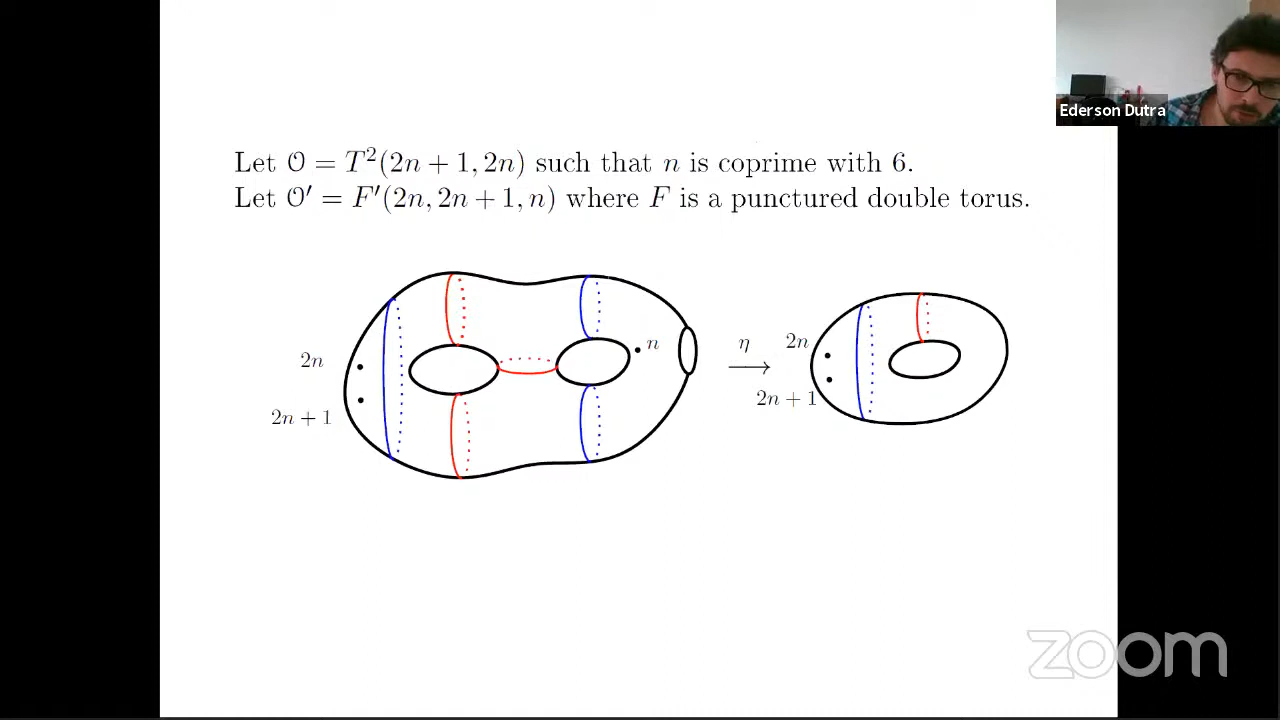 Ederson Dutra
Let 𝒪 = T²(2n + 1, 2n) such that n is coprime with 6.
Let 𝒪′ = F′(2n, 2n + 1, n) where F is a punctured double torus.
2n
2n + 1
n
η
2n
2n + 1
zoom